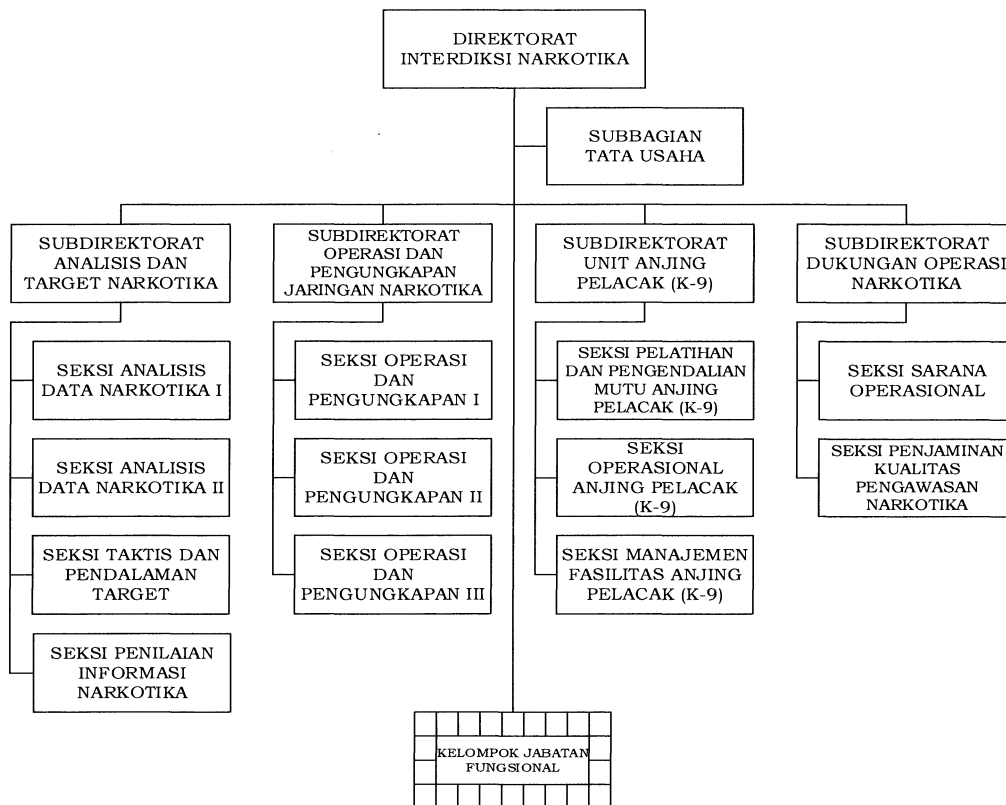 DIREKTORAT
INTERDIKSI NARKOTIKA
SUBBAGIAN
TATA USAHA
SUBDIREKTORAT
ANALISIS DAN
TARGET NARKOTIKA
SUBDIREKTORAT
OPERASI DAN
PENGUNGKAPAN
JARINGAN NARKOTIKA
SUBDIREKTORAT
UNIT ANJING
PELACAK (K-9)
SUBDIREKTORAT
DUKUNGAN OPERASI
NARKOTIKA
SEKSI ANALISIS
DATA NARKOTIKA I
SEKSI OPERASI
DAN
PENGUNGKAPAN I
SEKSI PELATIHAN
DAN PENGENDALIAN
MUTU ANJING
PELACAK (K-9)
SEKSI SARANA
OPERASIONAL
SEKSI ANALISIS
DATA NARKOTIKA II
SEKSI OPERASI
DAN
PENGUNGKAPAN II
SEKSI
OPERASIONAL
ANJING PELACAK
(K-9)
SEKSI PENJAMINAN
KUALITAS
PENGAWASAN
NARKOTIKA
SEKSI TAKTIS DAN
PENDALAMAN
TARGET
SEKSI OPERASI
DAN
PENGUNGKAPAN III
SEKSI MANAJEMEN
FASILITAS ANJING
PELACAK (K-9)
SEKSI PENILAIAN
INFORMASI
NARKOTIKA
KELOMPOK JABATAN
FUNGSIONAL